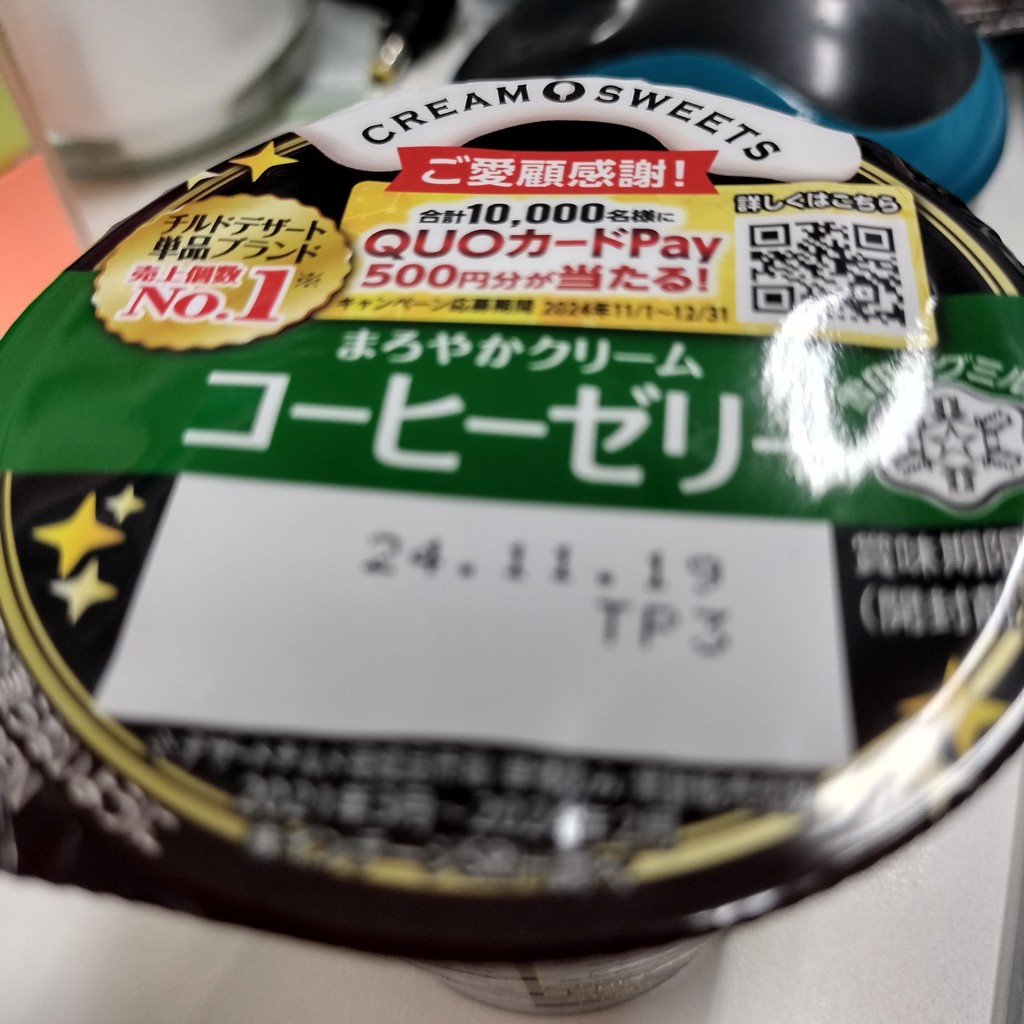 CREAM SWEETS
ご愛顧感謝!
合計10,000名様に
QUOカードPay
500円分が当たる!
キャンペーン応募期間 2024年11/1~12/31
詳しくはこちら
チルドデザート
単品ブランド
売上個数
No.1※
まろやかクリーム
コーヒーゼリー
グミル
24.11.19
TP3
賞味期限
(開封